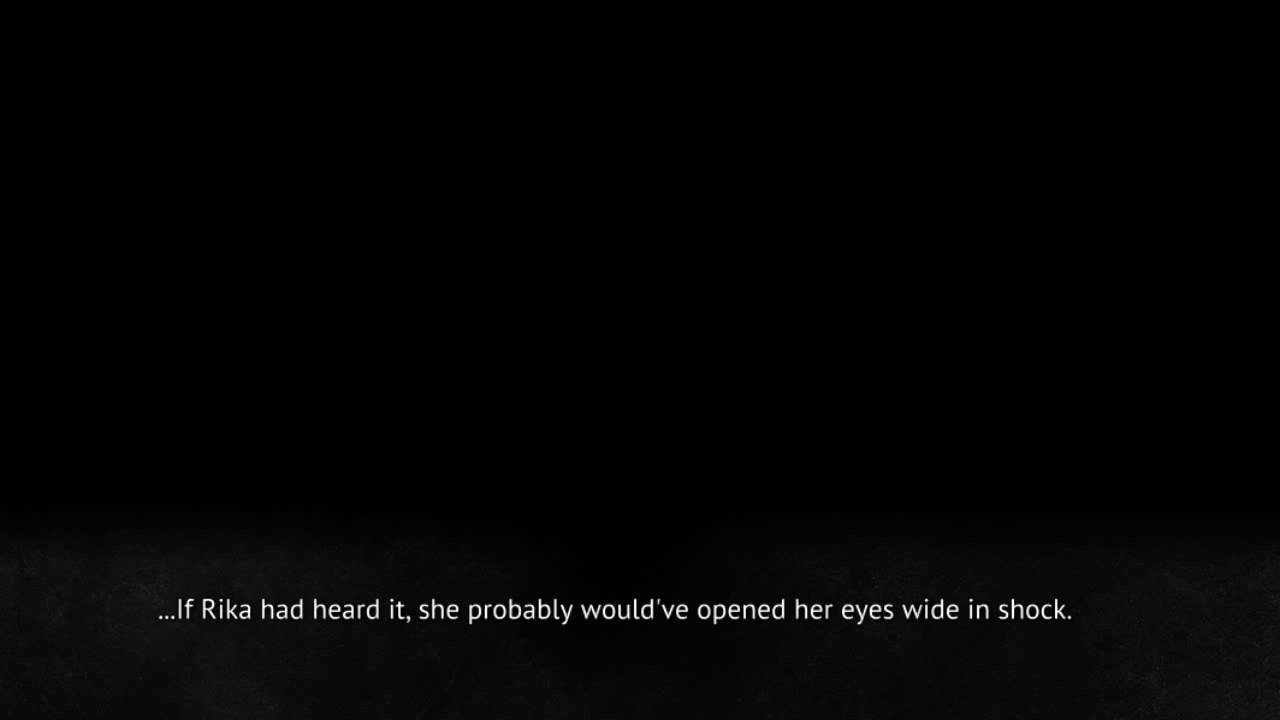 ...If Rika had heard it, she probably would've opened her eyes wide in shock.